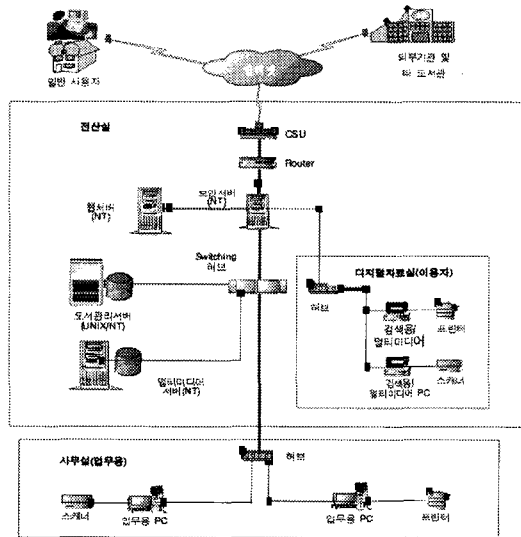 인터넷
일반 사용자
외부기관 및
타 도서관
전산실
CSU
Router
웹서버
(NT)
보안서버
(NT)
Switching
허브
도서관리서버
(UNIX/NT)
멀티미디어
서버(NT)
디지털자료실(이용자)
허브
검색용/
멀티미디어
프린터
검색용/
멀티미디어 PC
스캐너
사무실(업무용)
허브
스캐너
업무용 PC
업무용 PC
프린터